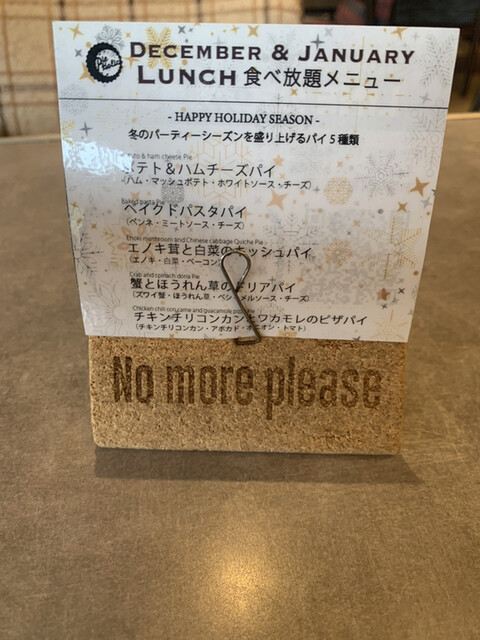 Pie Holic
DECEMBER & JANUARY
LUNCH 食べ放題メニュー
- HAPPY HOLIDAY SEASON -
冬のパーティーシーズンを盛り上げるパイ5種類
& ham cheese Pie
ポテト＆ハムチーズパイ
(ハム・マッシュポテト・ホワイトソース・チーズ)
Baked pasta Pie
ベイクドパスタパイ
(ペンネ・ミートソース・チーズ)
Enoki mushroom and Chinese cabbage Quiche Pie
エノキ茸と白菜のキッシュパイ
(エノキ・白菜・ベーコン
Crab and spinach doria Pie
蟹とほうれん草のドリアパイ
(ズワイ蟹・ほうれん草・ベシャメルソース・チーズ)
Chicken chili con carne and guacamole pizza Pie
チキンチリコンカンとワカモレのピザパイ
(チキンチリコンカン・アボカド・オニオン・トマト)
No more please